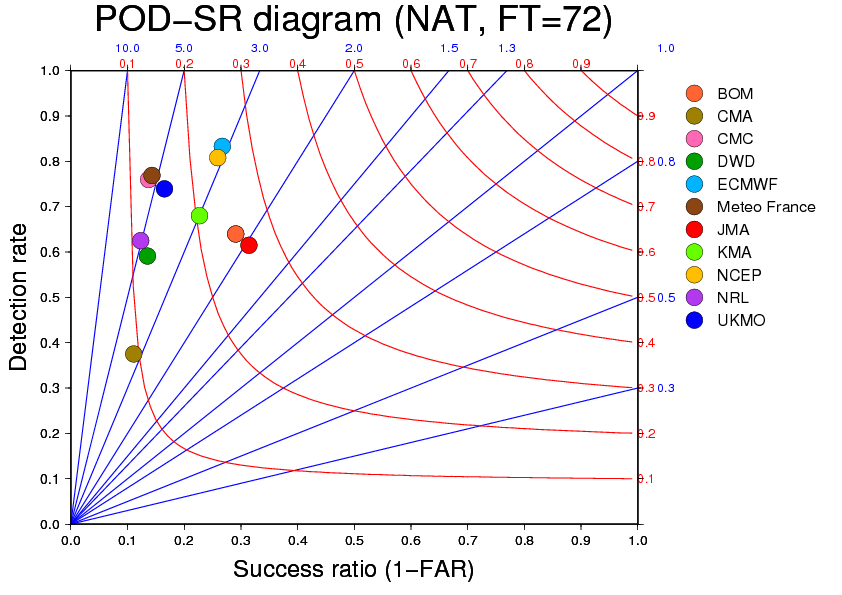 POD−SR diagram (NAT, FT=72)
10.0 5.0 3.0 2.0 1.5 1.3 1.0
0.1 0.2 0.3 0.4 0.5 0.6 0.7 0.8 0.9
1.0
0.9 0.9
0.8 0.8 0.8
0.7 0.7
0.6 0.6
0.5 0.5 0.5
0.4 0.4
0.3 0.3 0.3
0.2 0.2
0.1 0.1
0.0
0.0 0.1 0.2 0.3 0.4 0.5 0.6 0.7 0.8 0.9 1.0
Detection rate
Success ratio (1−FAR)
BOM
CMA
CMC
DWD
ECMWF
Meteo France
JMA
KMA
NCEP
NRL
UKMO